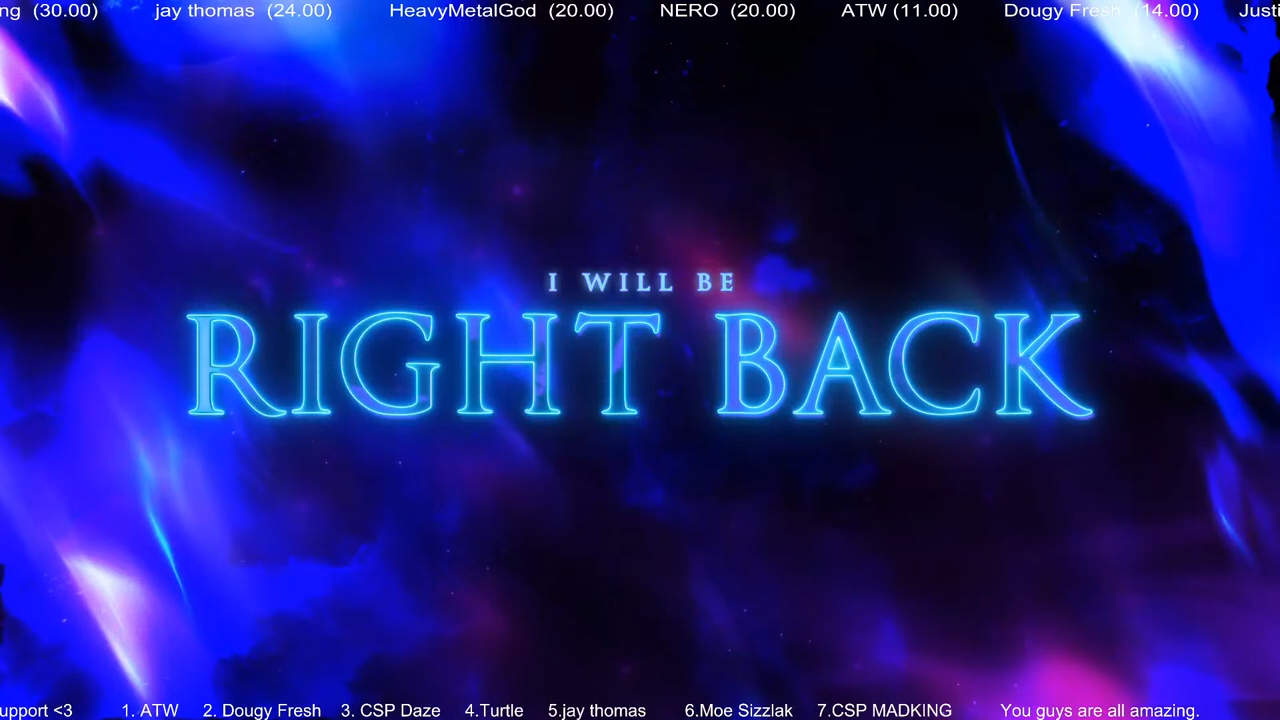 ng (30.00) jay thomas (24.00) HeavyMetalGod (20.00) NERO (20.00) ATW (11.00) Dougy Fresh (14.00) Justi
I WILL BE
RIGHT BACK
upport <3 1. ATW 2. Dougy Fresh 3. CSP Daze 4.Turtle 5.jay thomas 6.Moe Sizzlak 7.CSP MADKING You guys are all amazing.